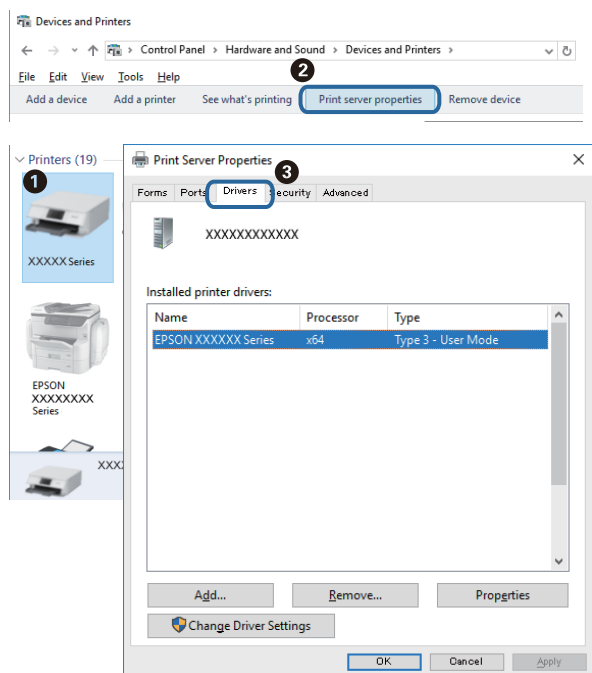 Devices and Printers
Control Panel > Hardware and Sound > Devices and Printers >
2
File Edit View Tools Help
Add a device Add a printer See what's printing Print server properties Remove device
Printers (19)
1
XXXXX Series
EPSON
XXXXXXXX
Series
XXX
Print Server Properties
3
Forms Ports Drivers Security Advanced
XXXXXXXXXXXX
Installed printer drivers:
Name Processor Type
EPSON XXXXXX Series x64 Type 3 - User Mode
Add... Remove... Properties
Change Driver Settings
OK Cancel Apply